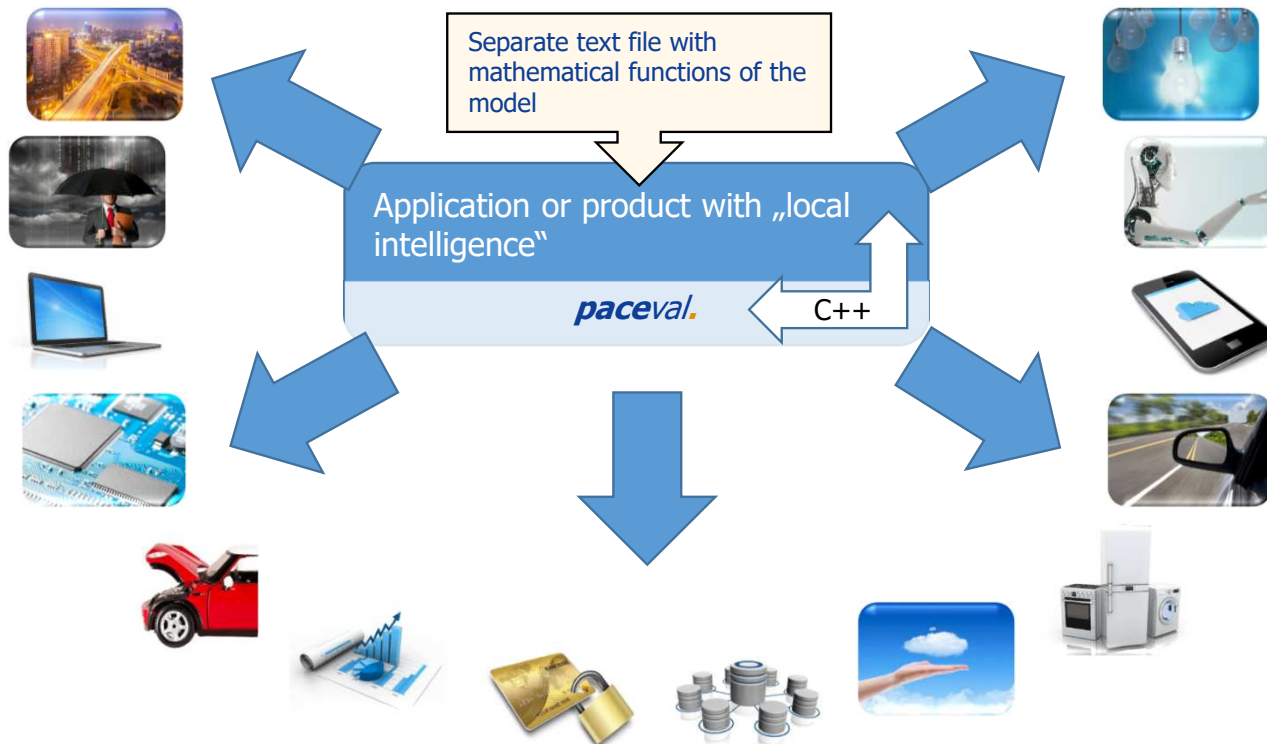 Separate text file with
mathematical functions of the
model
Application or product with „local
intelligence“
paceval.
C++